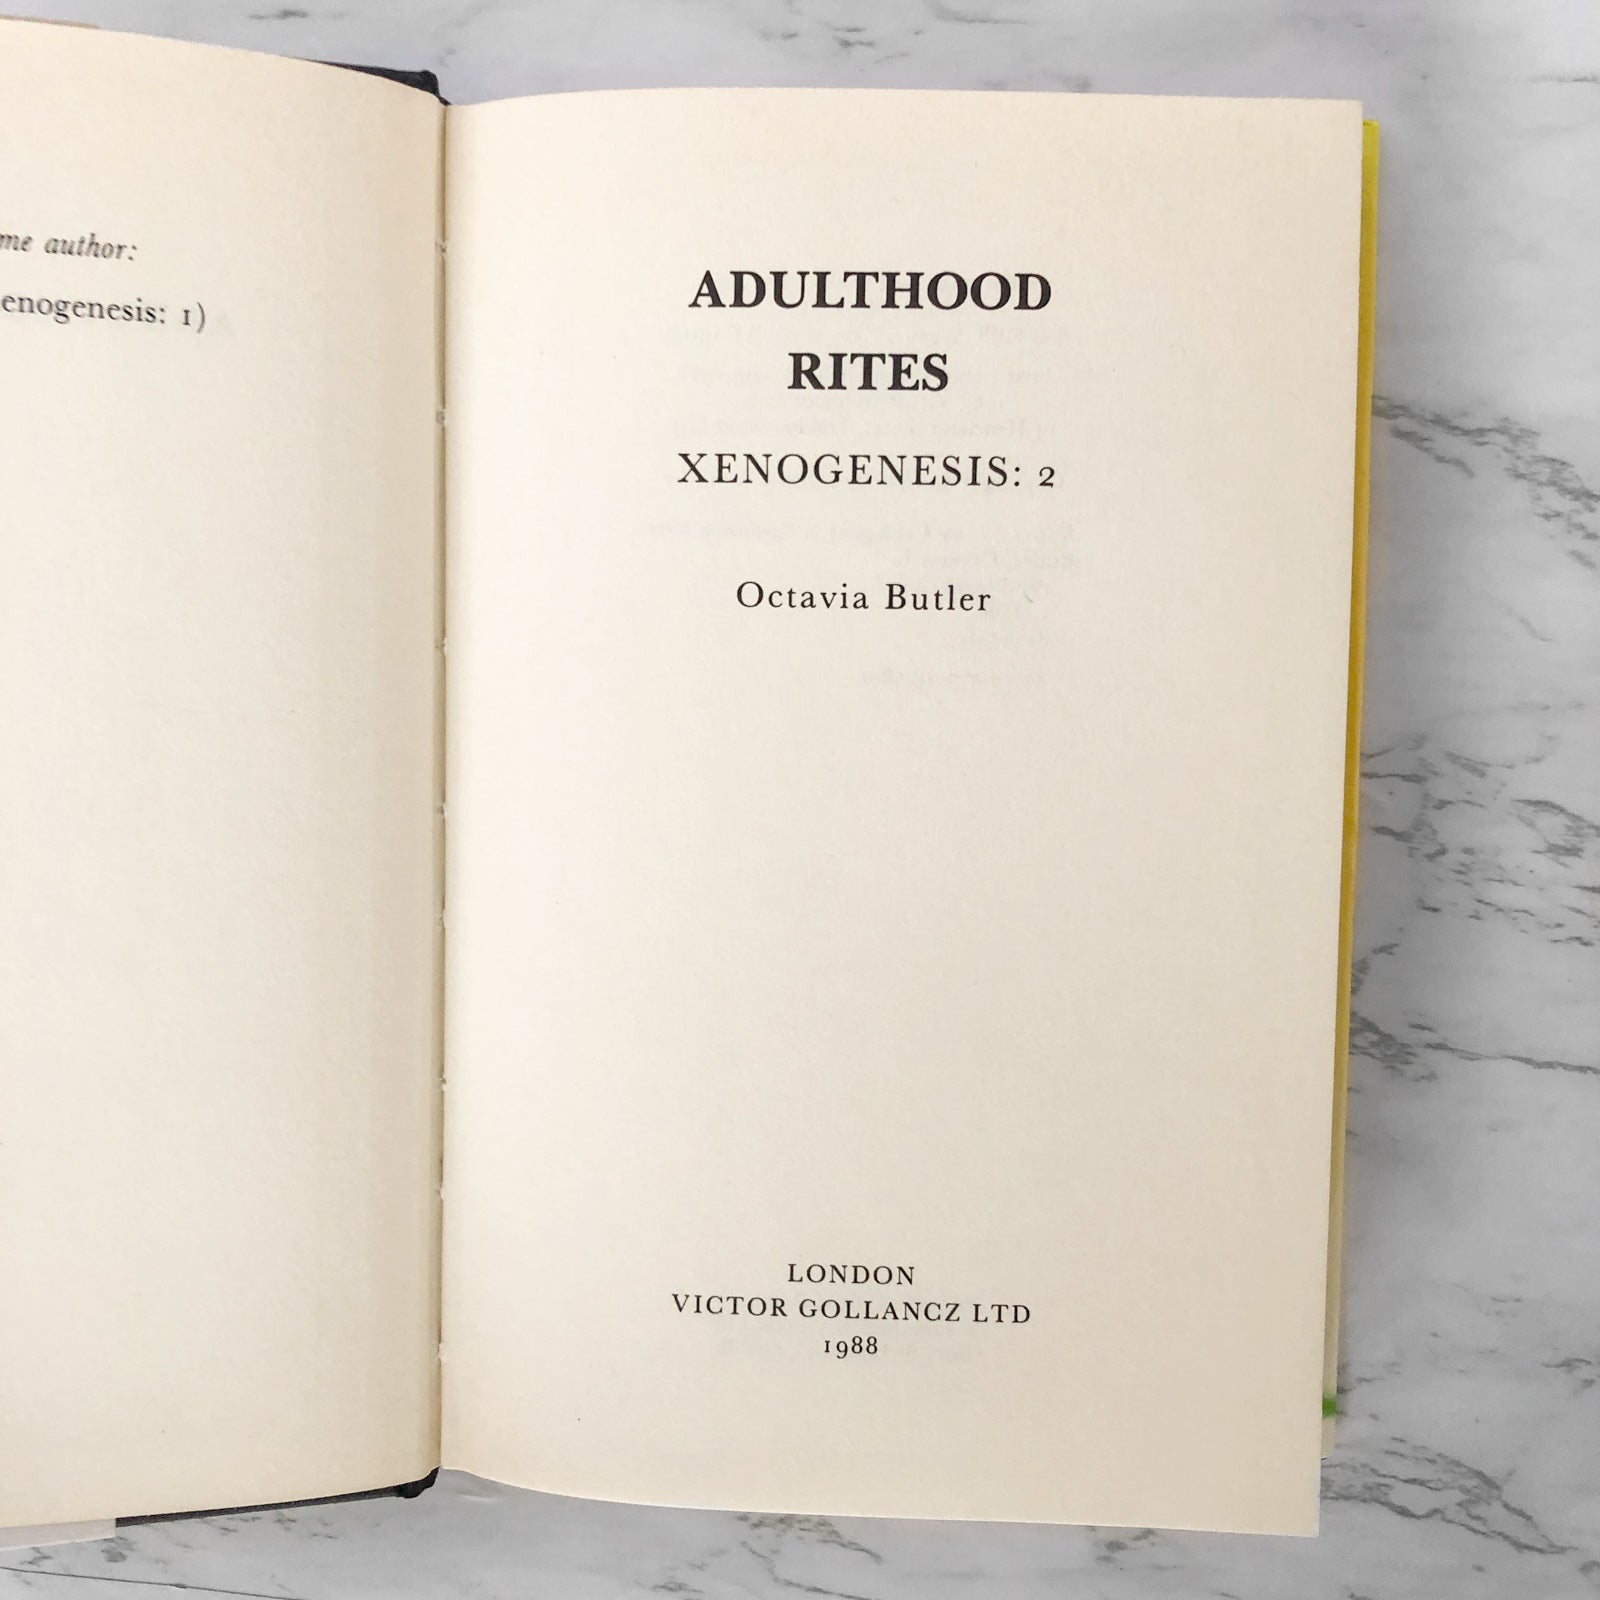 me author:
enogenesis: 1)
ADULTHOOD
RITES
XENOGENESIS: 2
Octavia Butler
LONDON
VICTOR GOLLANCZ LTD
1988